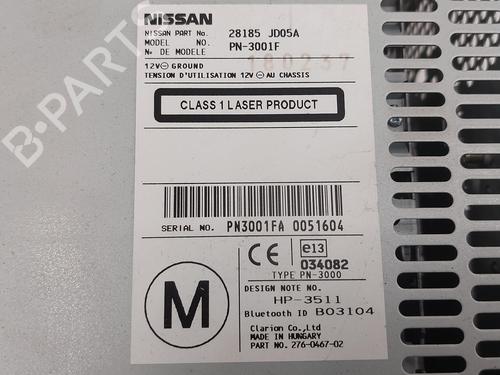 NISSAN
NISSAN PART No. 28185 JD05A
MODEL NO. PN-3001F
No DE MODELE
180237
12V⊖GROUND
TENSION D'UTILISATION 12V⊖AU CHASSIS
CLASS 1 LASER PRODUCT
SERIAL NO. PN3001FA 0051604
CE e13
034082
TYPE PN-3000
M
DESIGN NOTE NO.
HP-3511
Bluetooth ID B03104
Clarion Co.,Ltd
MADE IN HUNGARY
PART NO. 276-0467-02
B-PARTS